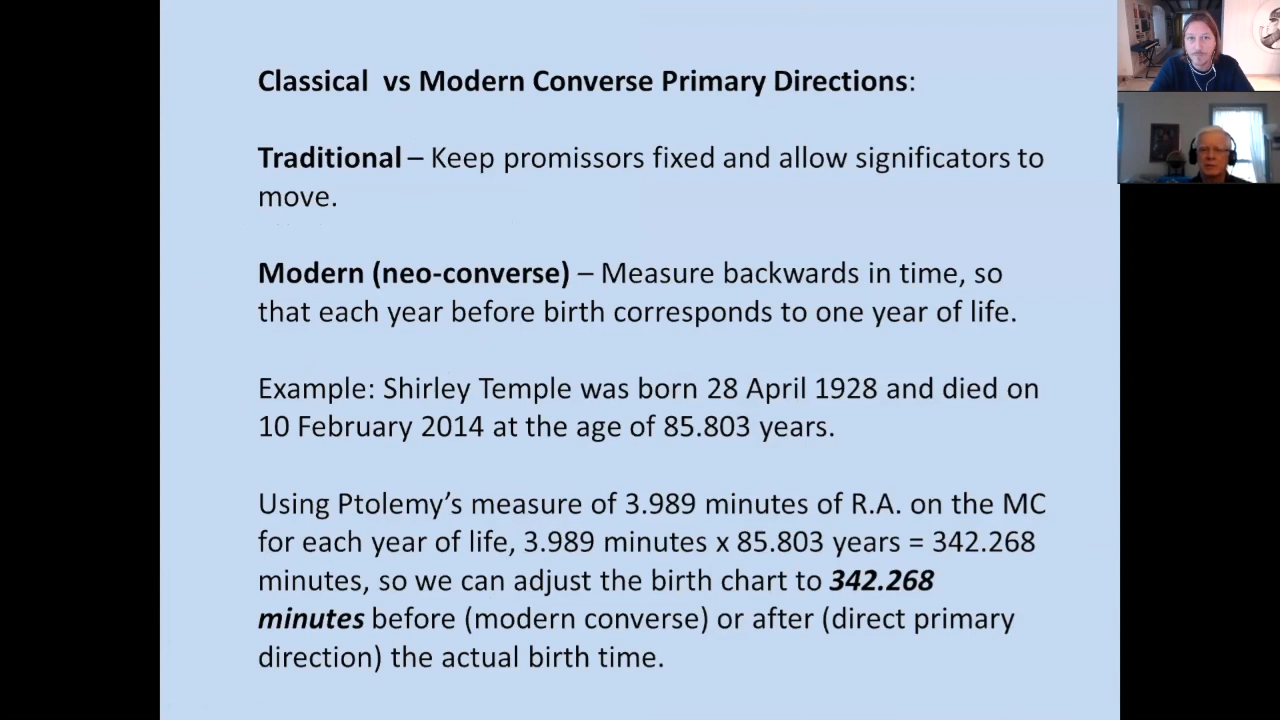 Classical vs Modern Converse Primary Directions:
Traditional – Keep promissors fixed and allow significators to
move.
Modern (neo-converse) – Measure backwards in time, so
that each year before birth corresponds to one year of life.
Example: Shirley Temple was born 28 April 1928 and died on
10 February 2014 at the age of 85.803 years.
Using Ptolemy’s measure of 3.989 minutes of R.A. on the MC
for each year of life, 3.989 minutes x 85.803 years = 342.268
minutes, so we can adjust the birth chart to 342.268
minutes before (modern converse) or after (direct primary
direction) the actual birth time.